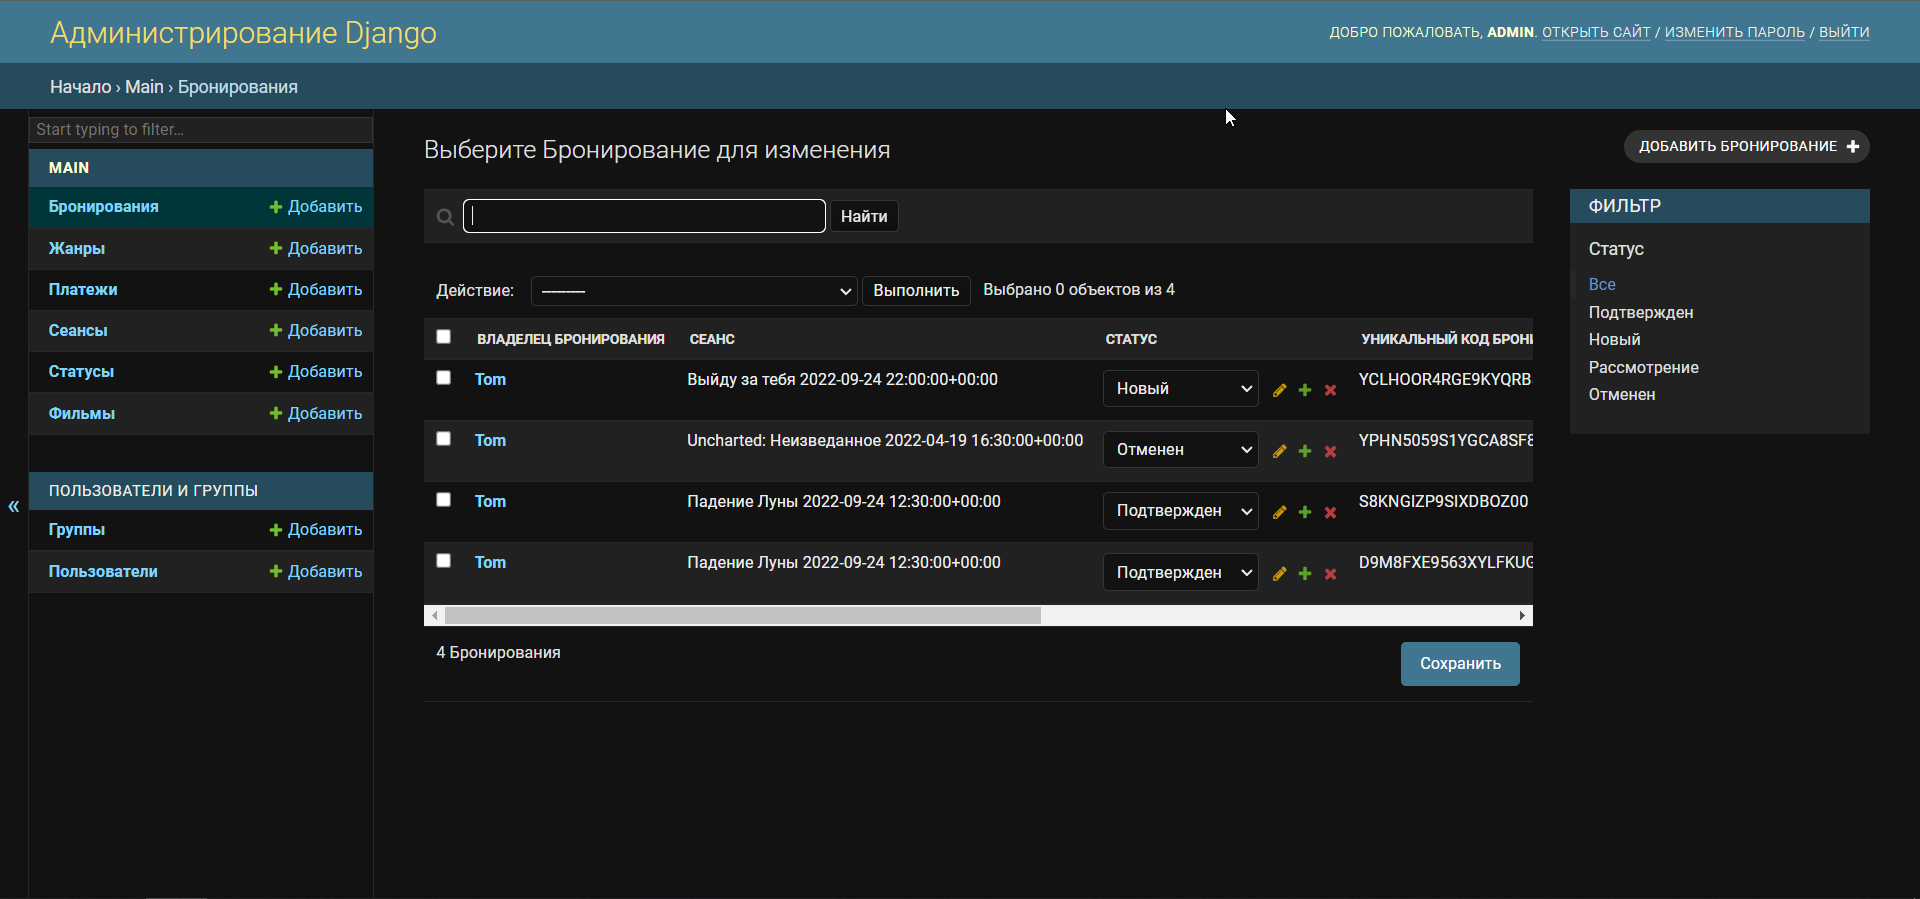 Администрирование Django
ДОБРО ПОЖАЛОВАТЬ, ADMIN. ОТКРЫТЬ САЙТ / ИЗМЕНИТЬ ПАРОЛЬ / ВЫЙТИ
Начало › Main › Бронирования
Start typing to filter...
MAIN
Бронирования Добавить
Жанры Добавить
Платежи Добавить
Сеансы Добавить
Статусы Добавить
Фильмы Добавить
ПОЛЬЗОВАТЕЛИ И ГРУППЫ
Группы Добавить
Пользователи Добавить
«
Выберите Бронирование для изменения
ДОБАВИТЬ БРОНИРОВАНИЕ
Найти
Действие: --------- Выполнить Выбрано 0 объектов из 4
ВЛАДЕЛЕЦ БРОНИРОВАНИЯ СЕАНС СТАТУС УНИКАЛЬНЫЙ КОД БРОНИ
Tom Выйду за тебя 2022-09-24 22:00:00+00:00 Новый YCLHOOR4RGE9KYQRB
Tom Uncharted: Неизведанное 2022-04-19 16:30:00+00:00 Отменен YPHN5059S1YGCA8SF8
Tom Падение Луны 2022-09-24 12:30:00+00:00 Подтвержден S8KNGIZP9SIXDBOZ00
Tom Падение Луны 2022-09-24 12:30:00+00:00 Подтвержден D9M8FXE9563XYLFKUG
4 Бронирования
Сохранить
ФИЛЬТР
Статус
Все
Подтвержден
Новый
Рассмотрение
Отменен